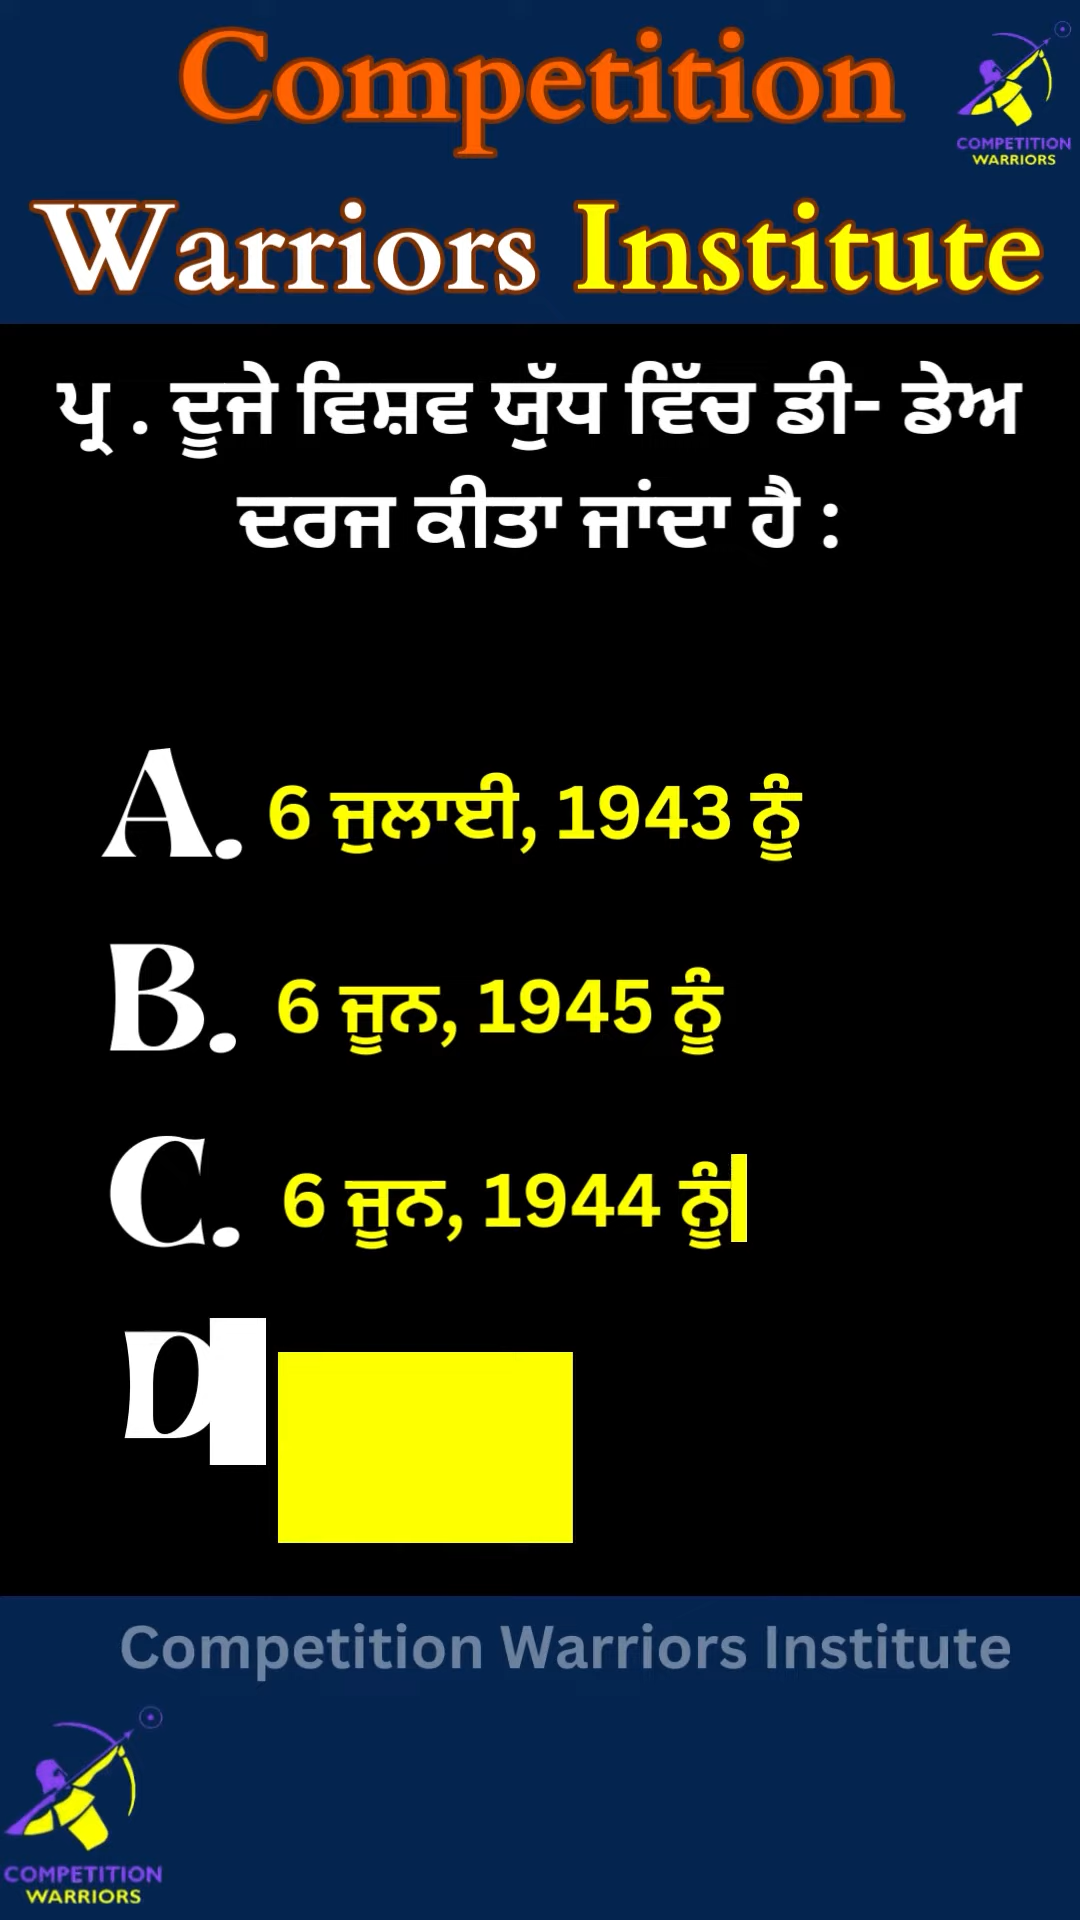 Competition
COMPETITION
WARRIORS
Warriors Institute
ਪ੍ਰ . ਦੂਜੇ ਵਿਸ਼ਵ ਯੁੱਧ ਵਿੱਚ ਡੀ- ਡੇਅ
ਦਰਜ ਕੀਤਾ ਜਾਂਦਾ ਹੈ :
A. 6 ਜੁਲਾਈ, 1943 ਨੂੰ
B. 6 ਜੂਨ, 1945 ਨੂੰ
C. 6 ਜੂਨ, 1944 ਨੂੰ
D
Competition Warriors Institute
COMPETITION
WARRIORS